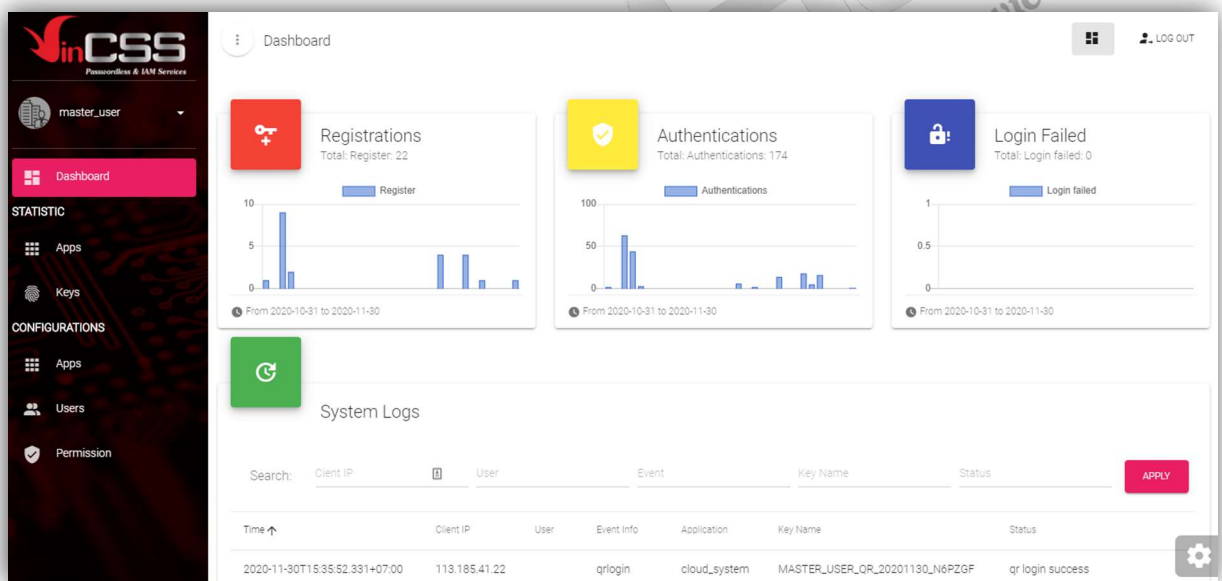 VinCSS
Passwordless & IAM Services
master_user
Dashboard
STATISTIC
Apps
Keys
CONFIGURATIONS
Apps
Users
Permission
Dashboard
LOG OUT
Registrations
Total: Register: 22
Register
10
5
0
From 2020-10-31 to 2020-11-30
Authentications
Total: Authentications: 174
Authentications
100
50
0
From 2020-10-31 to 2020-11-30
Login Failed
Total: Login failed: 0
Login failed
1
0.5
0
From 2020-10-31 to 2020-11-30
System Logs
Search: Client IP User Event Key Name Status APPLY
Time Client IP User Event Info Application Key Name Status
2020-11-30T15:35:52.331+07:00 113.185.41.22 qrlogin cloud_system MASTER_USER_QR_20201130_N6PZGF qr login success